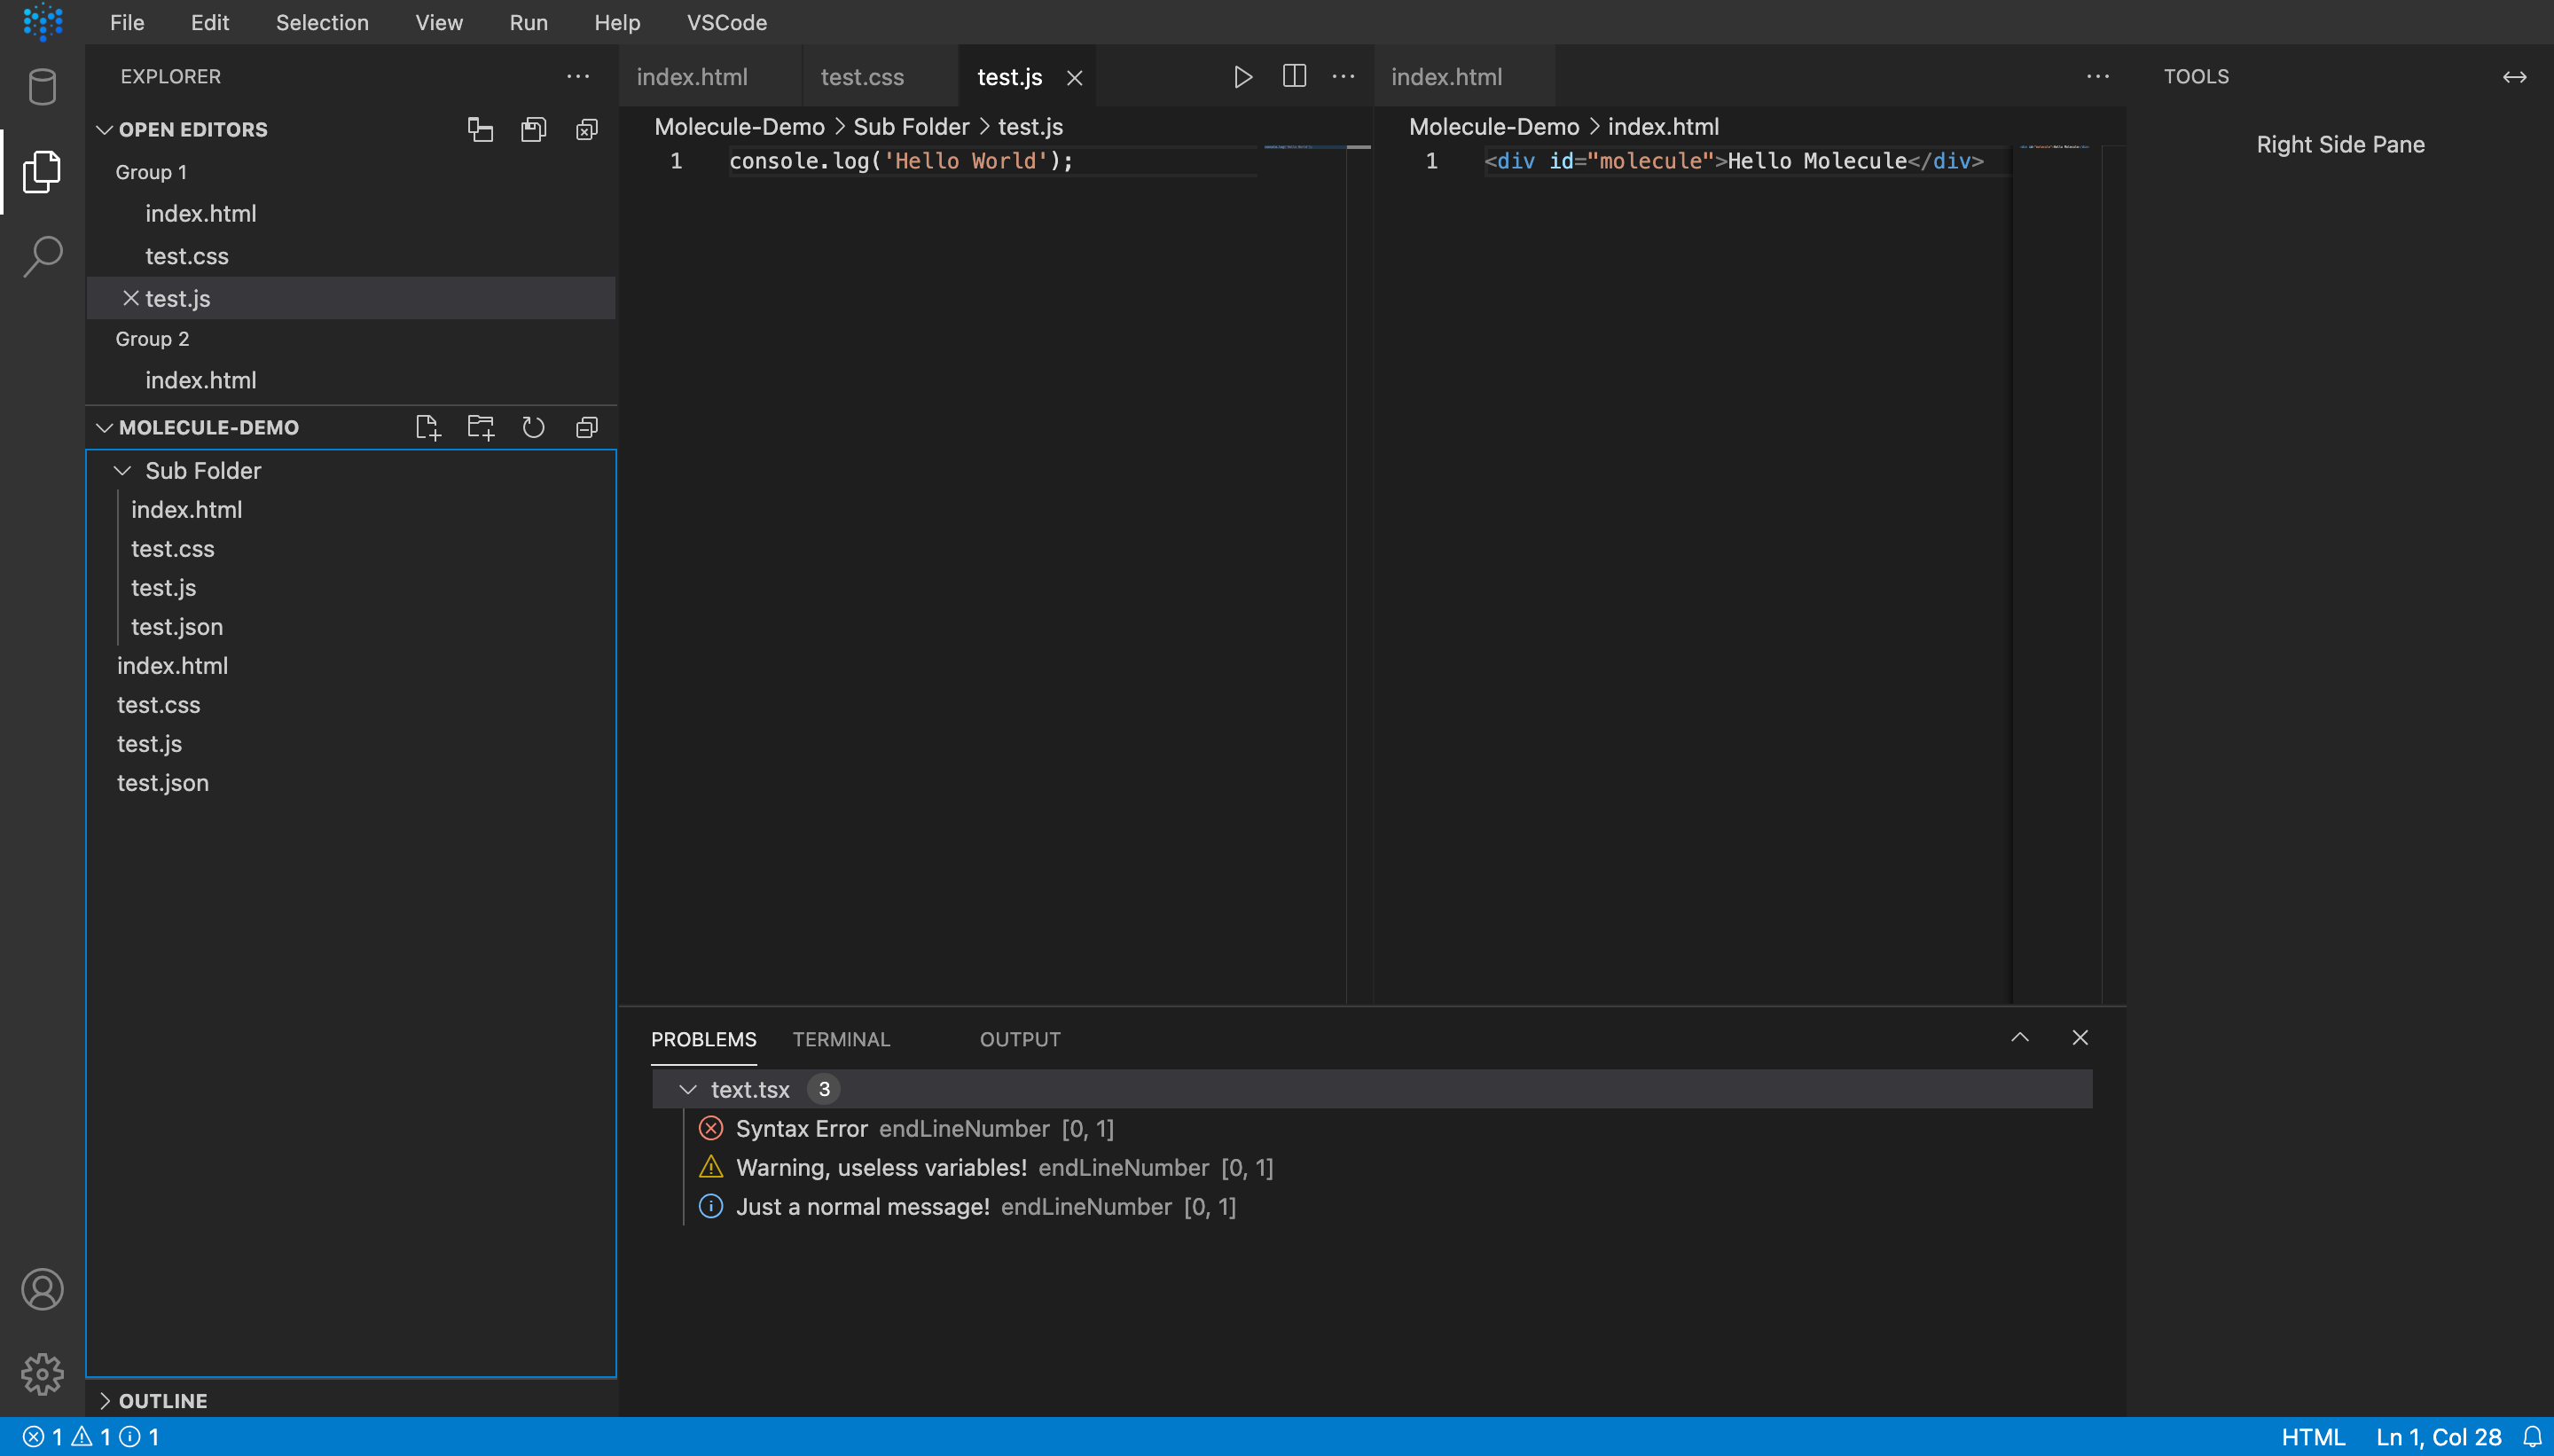 File Edit Selection View Run Help VSCode
EXPLORER
OPEN EDITORS
Group 1
index.html
test.css
test.js
Group 2
index.html
MOLECULE-DEMO
Sub Folder
index.html
test.css
test.js
test.json
index.html
test.css
test.js
test.json
OUTLINE
index.html test.css test.js
Molecule-Demo Sub Folder test.js
1 console.log('Hello World');
index.html
Molecule-Demo index.html
1 <div id="molecule">Hello Molecule</div>
TOOLS
Right Side Pane
PROBLEMS TERMINAL OUTPUT
text.tsx 3
Syntax Error endLineNumber [0, 1]
Warning, useless variables! endLineNumber [0, 1]
Just a normal message! endLineNumber [0, 1]
1 1 1
HTML Ln 1, Col 28